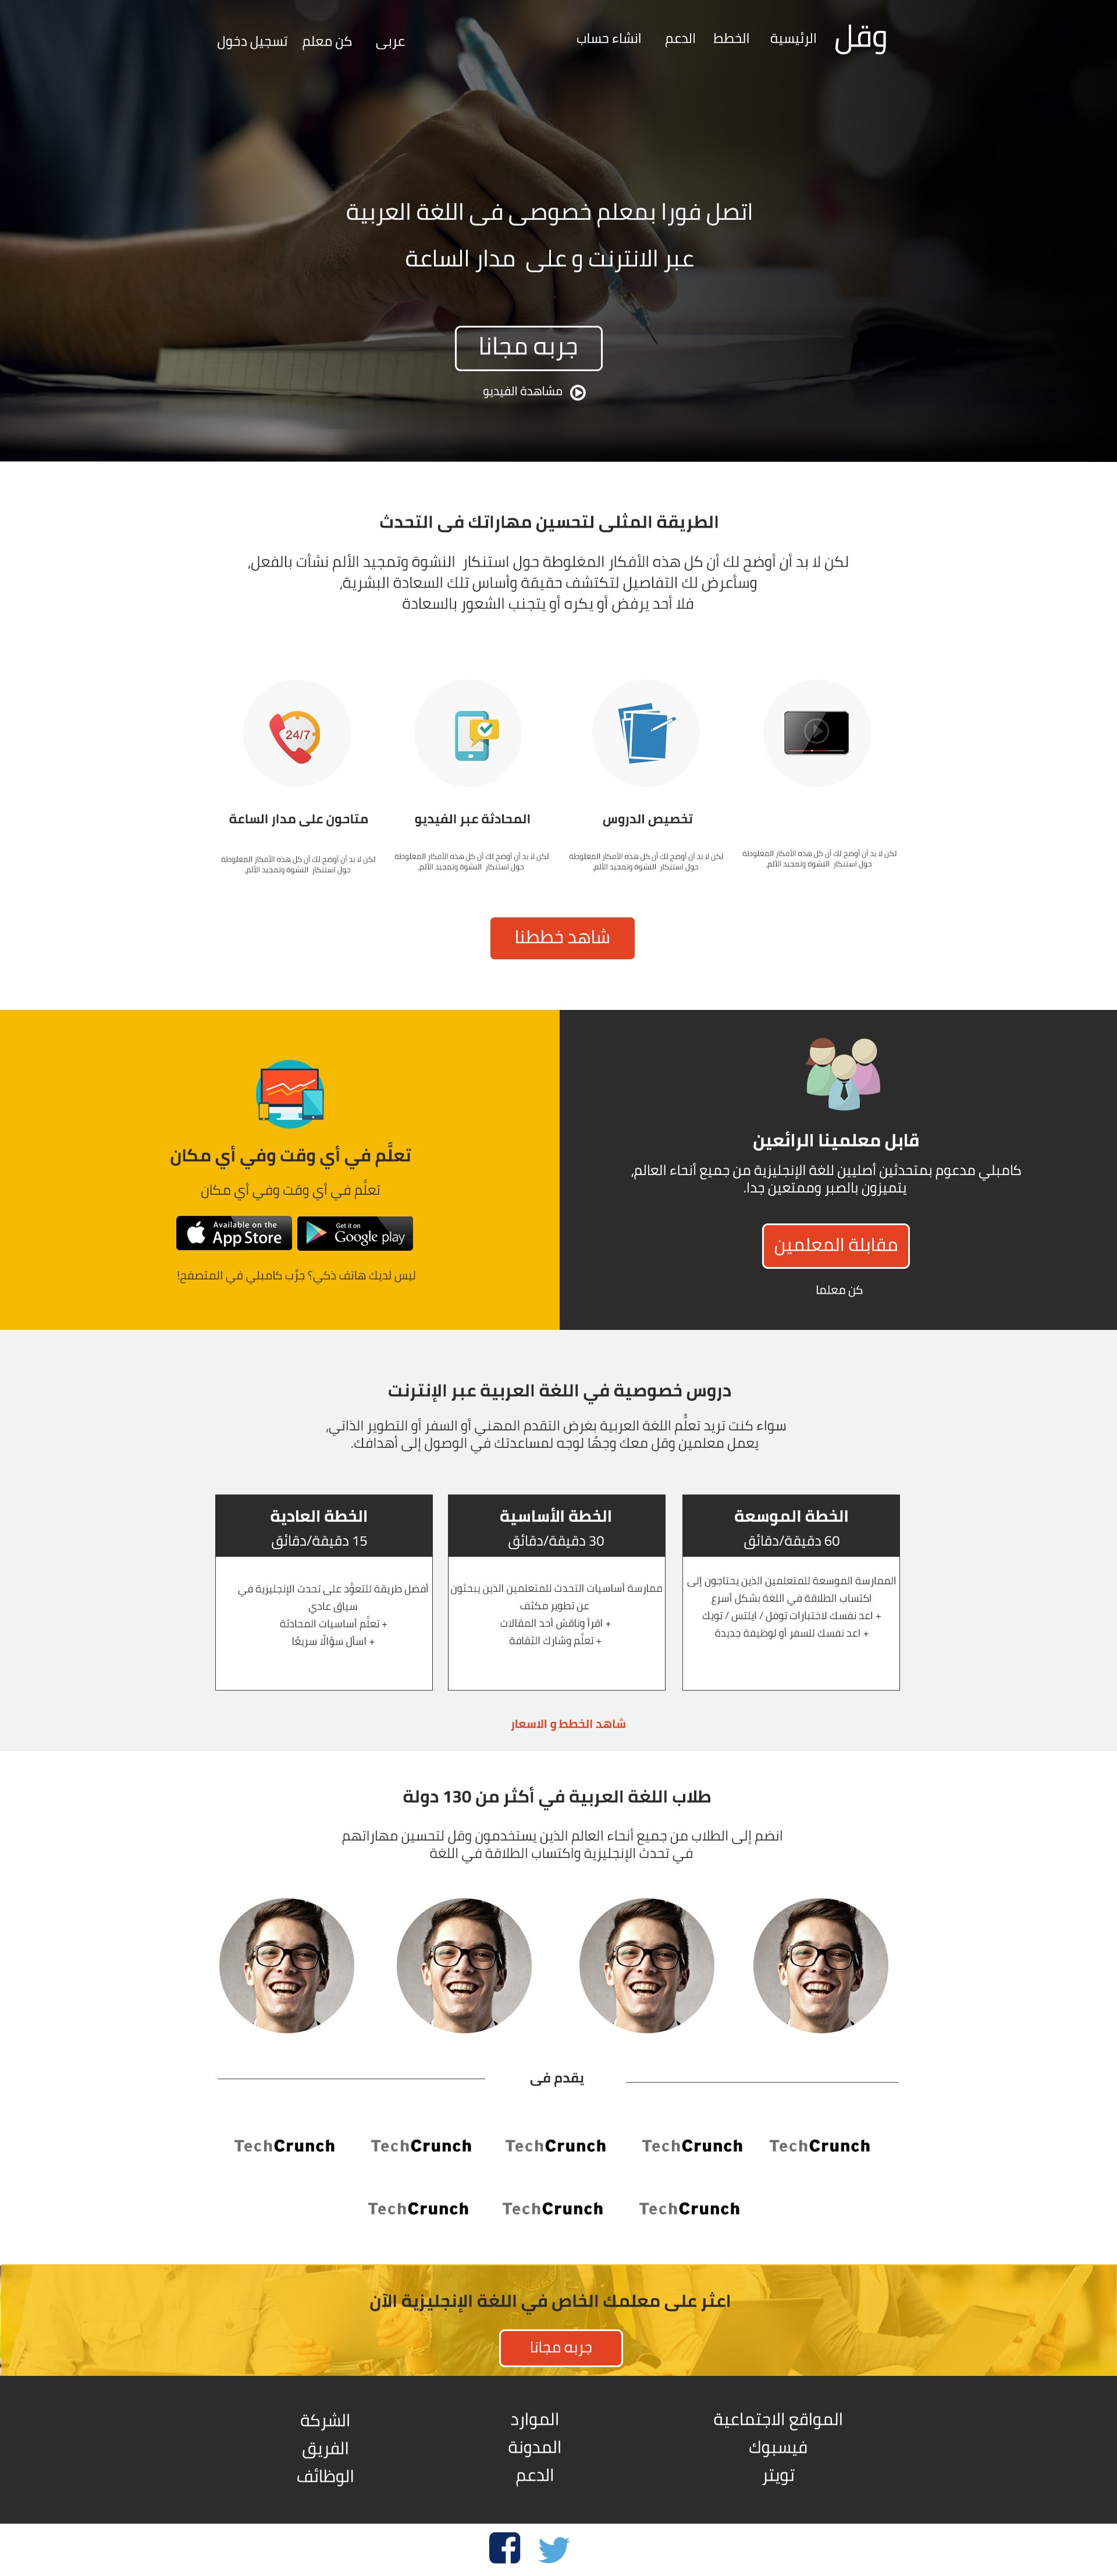 وقل
الرئيسية
الخطط
الدعم
انشاء حساب
عربى
كن معلم
تسجيل دخول
اتصل فورا بمعلم خصوصى فى اللغة العربية
عبر الانترنت و على مدار الساعة
جربه مجانا
مشاهدة الفيديو
الطريقة المثلى لتحسين مهاراتك فى التحدث
لكن لا بد أن أوضح لك أن كل هذه الأفكار المغلوطة حول استنكار النشوة وتمجيد الألم نشأت بالفعل,
وسأعرض لك التفاصيل لتكتشف حقيقة وأساس تلك السعادة البشرية,
فلا أحد يرفض أو يكره أو يتجنب الشعور بالسعادة
24/7
تخصيص الدروس
المحادثة عبر الفيديو
متاحون على مدار الساعة
لكن لا بد أن أوضح لك أن كل هذه الأفكار المغلوطة
حول استنكار النشوة وتمجيد الألم,
لكن لا بد أن أوضح لك أن كل هذه الأفكار المغلوطة
حول استنكار النشوة وتمجيد الألم,
لكن لا بد أن أوضح لك أن كل هذه الأفكار المغلوطة
حول استنكار النشوة وتمجيد الألم,
لكن لا بد أن أوضح لك أن كل هذه الأفكار المغلوطة
حول استنكار النشوة وتمجيد الألم,
شاهد خططنا
قابل معلمينا الرائعين
كامبلي مدعوم بمتحدثين أصليين للغة الإنجليزية من جميع أنحاء العالم,
يتميزون بالصبر وممتعين جدا.
مقابلة المعلمين
كن معلما
تعلَّم في أي وقت وفي أي مكان
تعلَّم في أي وقت وفي أي مكان
Available on the
App Store
Get it on
Google play
ليس لديك هاتف ذكي؟ جرَّب كامبلي في المتصفح!
دروس خصوصية في اللغة العربية عبر الإنترنت
سواء كنت تريد تعلُّم اللغة العربية بغرض التقدم المهني أو السفر أو التطوير الذاتي,
يعمل معلمين وقل معك وجهًا لوجه لمساعدتك في الوصول إلى أهدافك.
الخطة الموسعة
60 دقيقة/دقائق
الممارسة الموسعة للمتعلمين الذين يحتاجون إلى
اكتساب الطلاقة في اللغة بشكل أسرع
+ اعد نفسك لاختبارات توفل / ايلتس / تويك
+ اعد نفسك للسفر أو لوظيفة جديدة
الخطة الأساسية
30 دقيقة/دقائق
ممارسة أساسيات التحدث للمتعلمين الذين يبحثون
عن تطوير مكثف
+ اقرأ وناقش أحد المقالات
+ تعلَّم وشارك الثقافة
الخطة العادية
15 دقيقة/دقائق
أفضل طريقة للتعوُّد على تحدث الإنجليزية في
سياق عادي
+ تعلَّم أساسيات المحادثة
+ اسأل سؤالًا سريعًا
شاهد الخطط و الاسعار
طلاب اللغة العربية في أكثر من 130 دولة
انضم إلى الطلاب من جميع أنحاء العالم الذين يستخدمون وقل لتحسين مهاراتهم
في تحدث الإنجليزية واكتساب الطلاقة في اللغة
يقدم فى
TechCrunch
TechCrunch
TechCrunch
TechCrunch
TechCrunch
TechCrunch
TechCrunch
TechCrunch
اعثر على معلمك الخاص في اللغة الإنجليزية الآن
جربه مجانا
المواقع الاجتماعية
فيسبوك
تويتر
الموارد
المدونة
الدعم
الشركة
الفريق
الوظائف